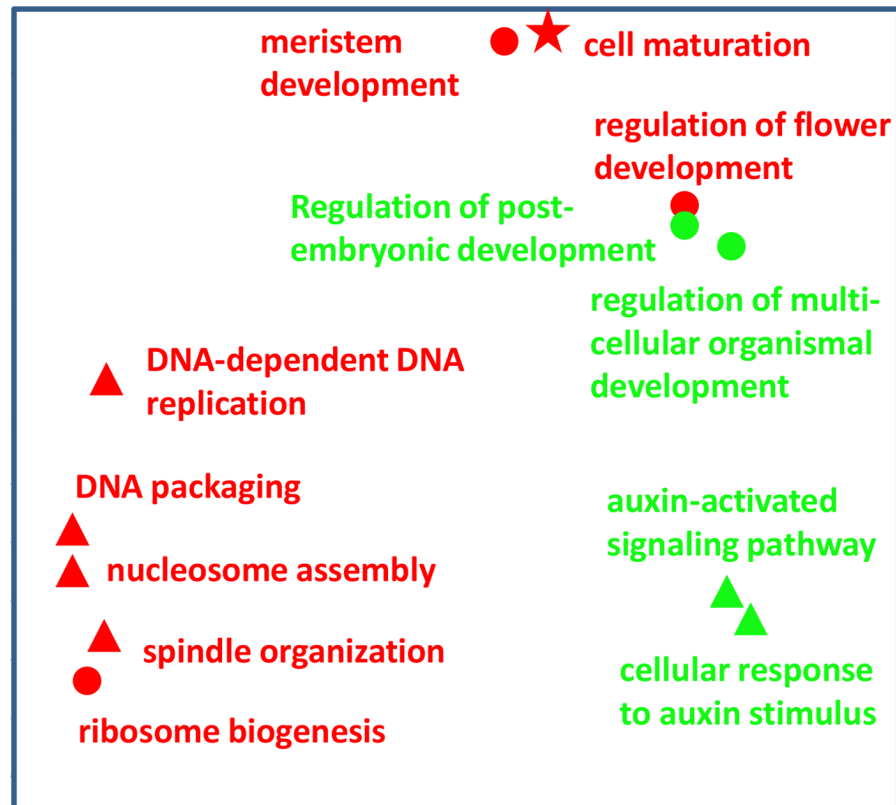 meristem
development
cell maturation
regulation of flower
development
Regulation of post-
embryonic development
regulation of multi-
cellular organismal
development
DNA-dependent DNA
replication
DNA packaging
nucleosome assembly
auxin-activated
signaling pathway
spindle organization
cellular response
to auxin stimulus
ribosome biogenesis